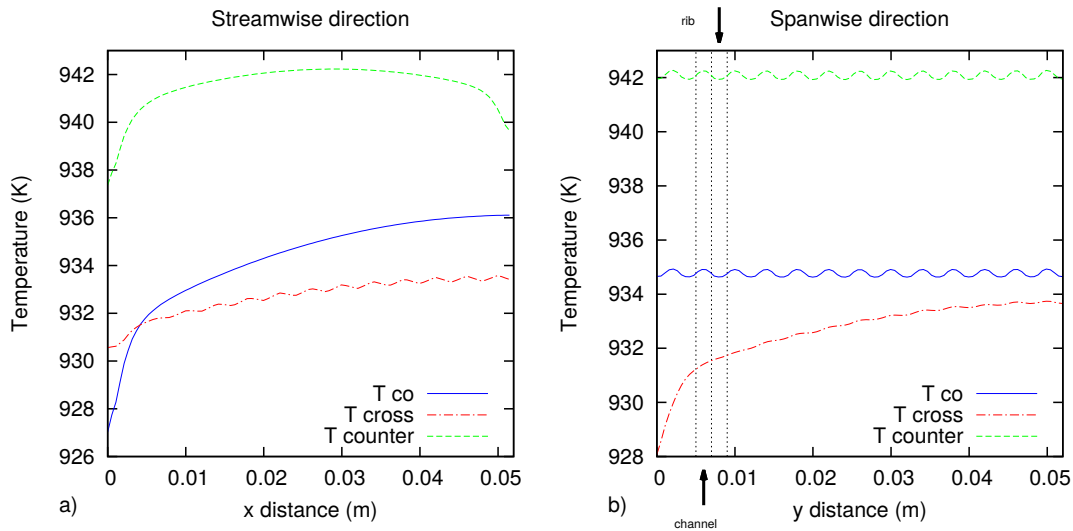 Streamwise direction
Temperature (K)
942
940
938
936
934
932
930
928
926
T co
T cross
T counter
0 0.01 0.02 0.03 0.04 0.05
a)
x distance (m)
rib
Spanwise direction
Temperature (K)
942
940
938
936
934
932
930
928
T co
T cross
T counter
0 0.01 0.02 0.03 0.04 0.05
b)
y distance (m)
channel